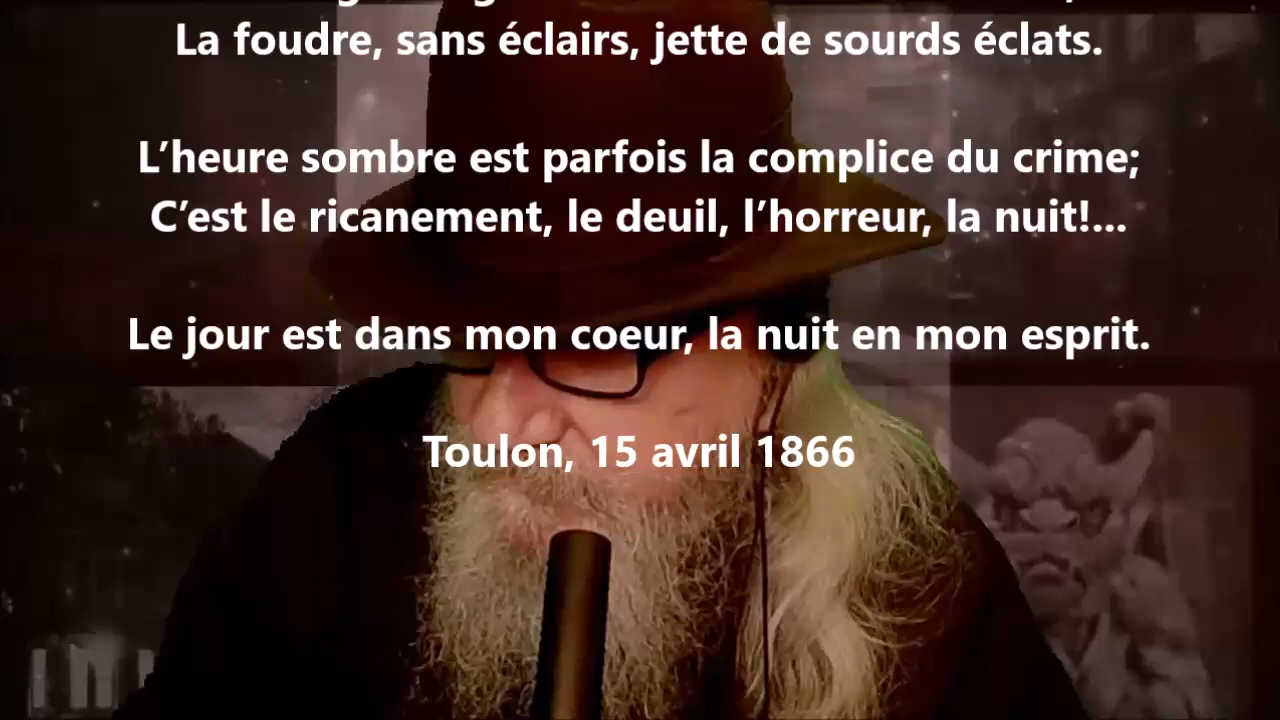 La foudre, sans éclairs, jette de sourds éclats.
L’heure sombre est parfois la complice du crime;
C’est le ricanement, le deuil, l’horreur, la nuit!...
Le jour est dans mon coeur, la nuit en mon esprit.
Toulon, 15 avril 1866